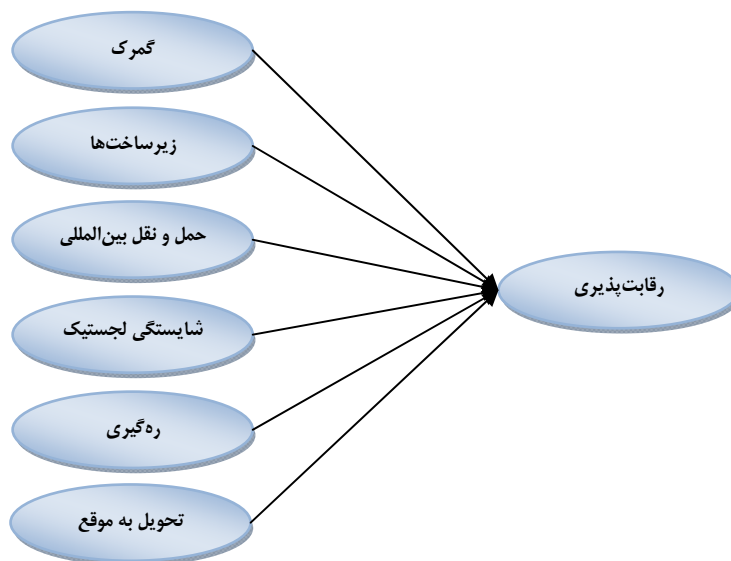 گمرک
زیرساخت‌ها
حمل و نقل بین‌المللی
شایستگی لجستیک
ره‌گیری
تحویل به موقع
رقابت‌پذیری